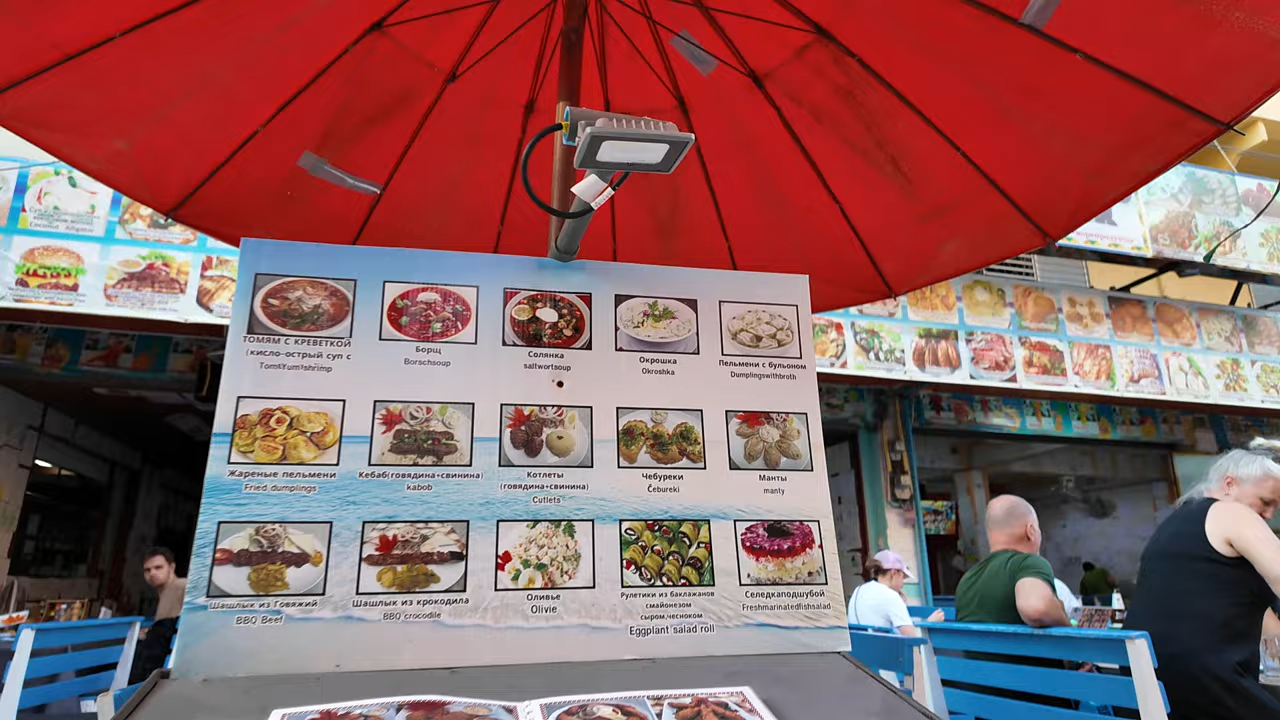 ТОМЯМ С КРЕВЕТКОЙ
(кисло-острый суп с
TomYum shrimp
Борщ
Borschsoup
Солянка
saltwortsoup
Окрошка
Okroshka
Пельмени с бульоном
Dumplingswithbroth
Жареные пельмени
Fried dumplings
Кебаб(говядина+свинина)
kabob
Котлеты
(говядина+свинина)
Cutlets
Чебуреки
Čebureki
Манты
manty
Шашлык из Говяжий
BBQ Beef
Шашлык из крокодила
BBQ crocodile
Оливье
Olivie
Рулетики из баклажанов
смайонезом
сыром,чесноком
Eggplant salad roll
Селедкаподшубой
Freshmarinatedfishsalad